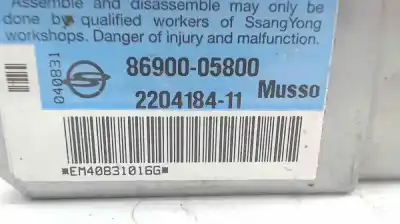 Assemble and disassemble may only be
done by qualified workers of SsangYong
workshops. Danger of injury and malfunction.
040831
86900-05800
2204184-11 Musso
*EM40831016G*